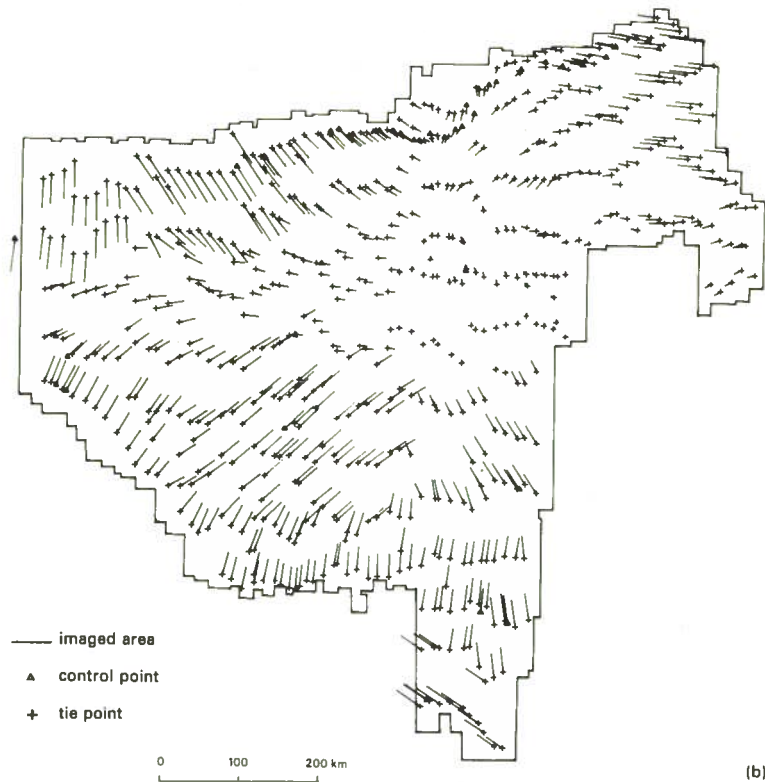 imaged area
control point
tie point
0 100 200 km
(b)